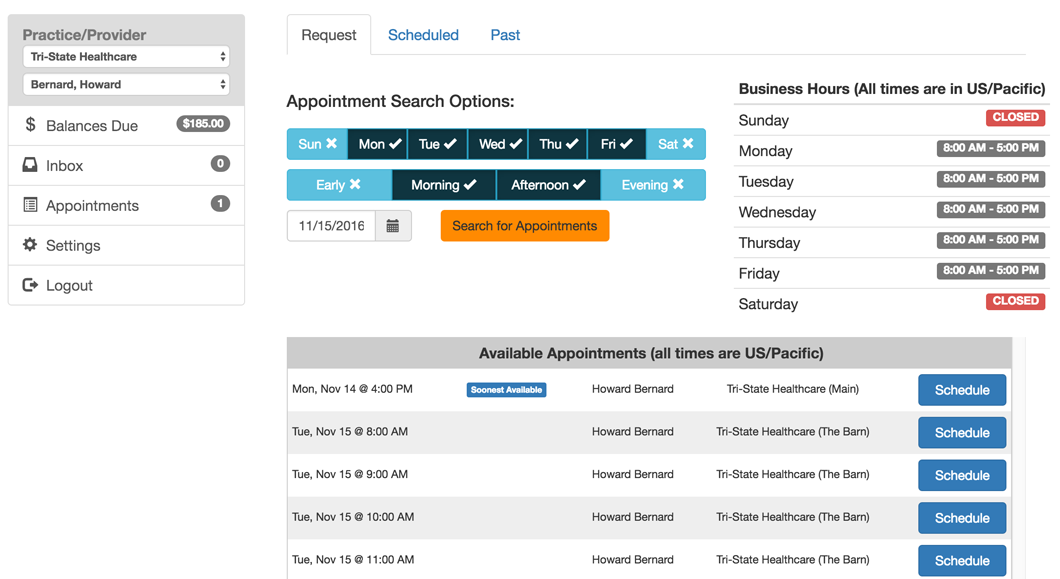 Practice/Provider
Tri-State Healthcare
Bernard, Howard
$ Balances Due $185.00
Inbox 0
Appointments 1
Settings
Logout
Request Scheduled Past
Appointment Search Options:
Sun ✖ Mon ✔ Tue ✔ Wed ✔ Thu ✔ Fri ✔ Sat ✖
Early ✖ Morning ✔ Afternoon ✔ Evening ✖
11/15/2016 Search for Appointments
Business Hours (All times are in US/Pacific)
Sunday CLOSED
Monday 8:00 AM - 5:00 PM
Tuesday 8:00 AM - 5:00 PM
Wednesday 8:00 AM - 5:00 PM
Thursday 8:00 AM - 5:00 PM
Friday 8:00 AM - 5:00 PM
Saturday CLOSED
Available Appointments (all times are US/Pacific)
Mon, Nov 14 @ 4:00 PM Soonest Available Howard Bernard Tri-State Healthcare (Main) Schedule
Tue, Nov 15 @ 8:00 AM Howard Bernard Tri-State Healthcare (The Barn) Schedule
Tue, Nov 15 @ 9:00 AM Howard Bernard Tri-State Healthcare (The Barn) Schedule
Tue, Nov 15 @ 10:00 AM Howard Bernard Tri-State Healthcare (The Barn) Schedule
Tue, Nov 15 @ 11:00 AM Howard Bernard Tri-State Healthcare (The Barn) Schedule